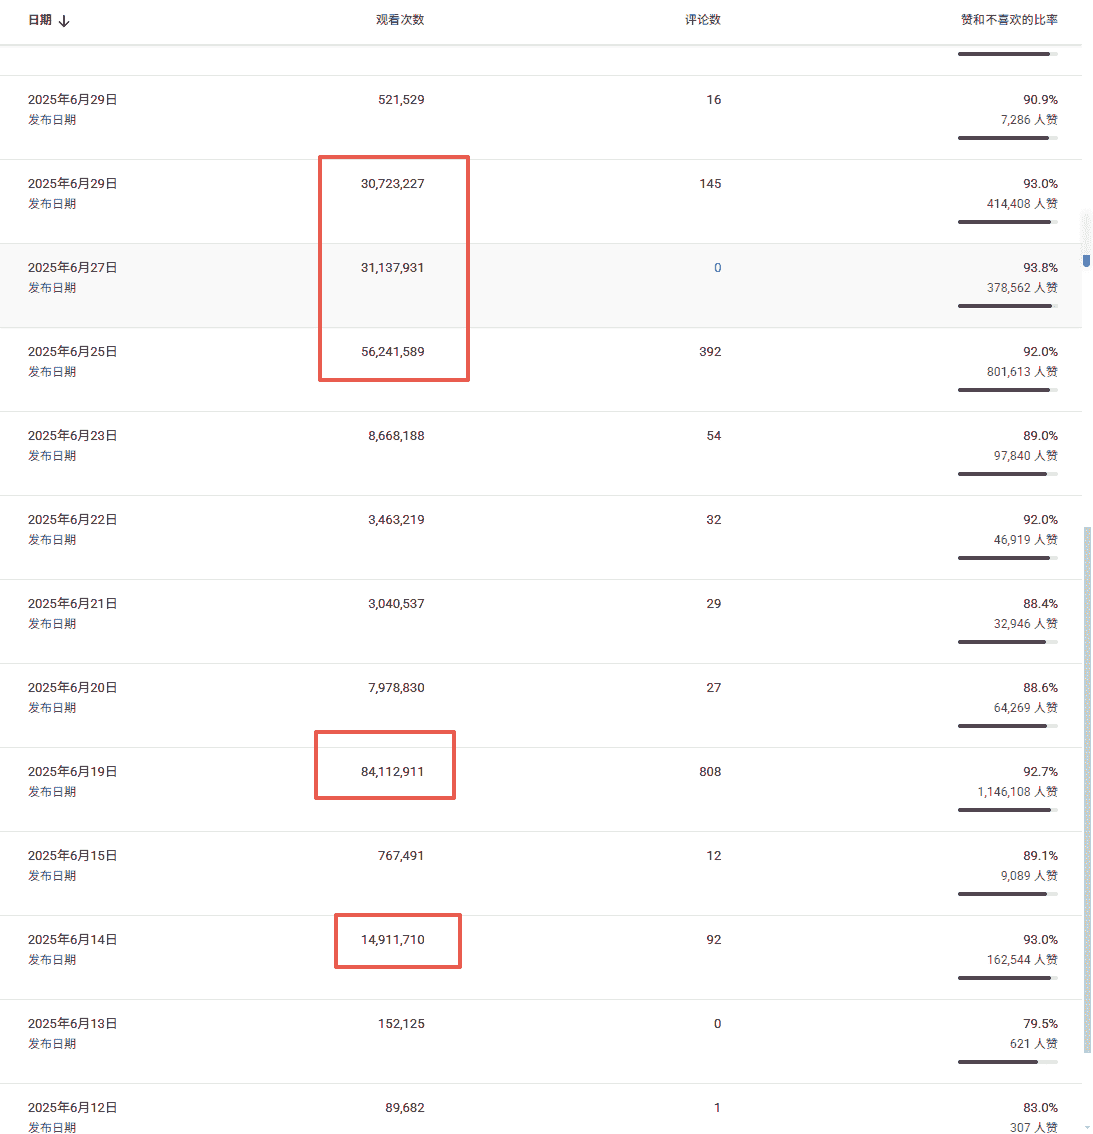 日期 观看次数 评论数 赞和不喜欢的比率
2025年6月29日 521,529 16 90.9%
发布日期 7,286 人赞
2025年6月29日 30,723,227 145 93.0%
发布日期 414,408 人赞
2025年6月27日 31,137,931 0 93.8%
发布日期 378,562 人赞
2025年6月25日 56,241,589 392 92.0%
发布日期 801,613 人赞
2025年6月23日 8,668,188 54 89.0%
发布日期 97,840 人赞
2025年6月22日 3,463,219 32 92.0%
发布日期 46,919 人赞
2025年6月21日 3,040,537 29 88.4%
发布日期 32,946 人赞
2025年6月20日 7,978,830 27 88.6%
发布日期 64,269 人赞
2025年6月19日 84,112,911 808 92.7%
发布日期 1,146,108 人赞
2025年6月15日 767,491 12 89.1%
发布日期 9,089 人赞
2025年6月14日 14,911,710 92 93.0%
发布日期 162,544 人赞
2025年6月13日 152,125 0 79.5%
发布日期 621 人赞
2025年6月12日 89,682 1 83.0%
发布日期 307 人赞